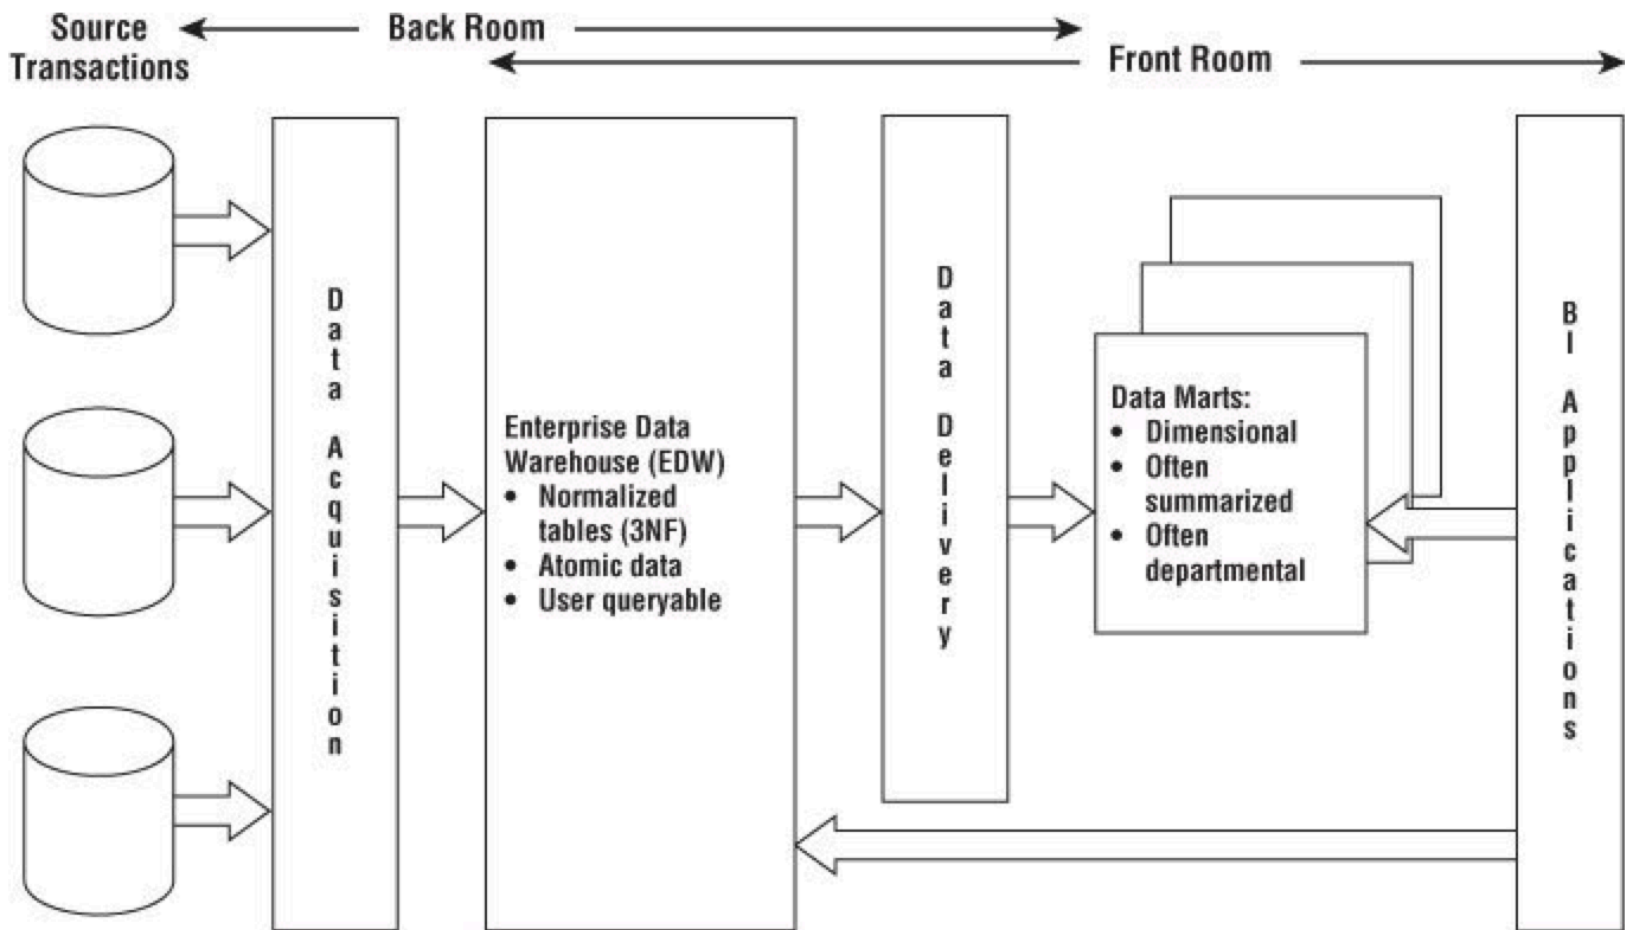 Source
Transactions
Back Room
Front Room
Data Acquisition
Enterprise Data
Warehouse (EDW)
• Normalized
tables (3NF)
• Atomic data
• User queryable
Data Delivery
Data Marts:
• Dimensional
• Often
summarized
• Often
departmental
BI Applications